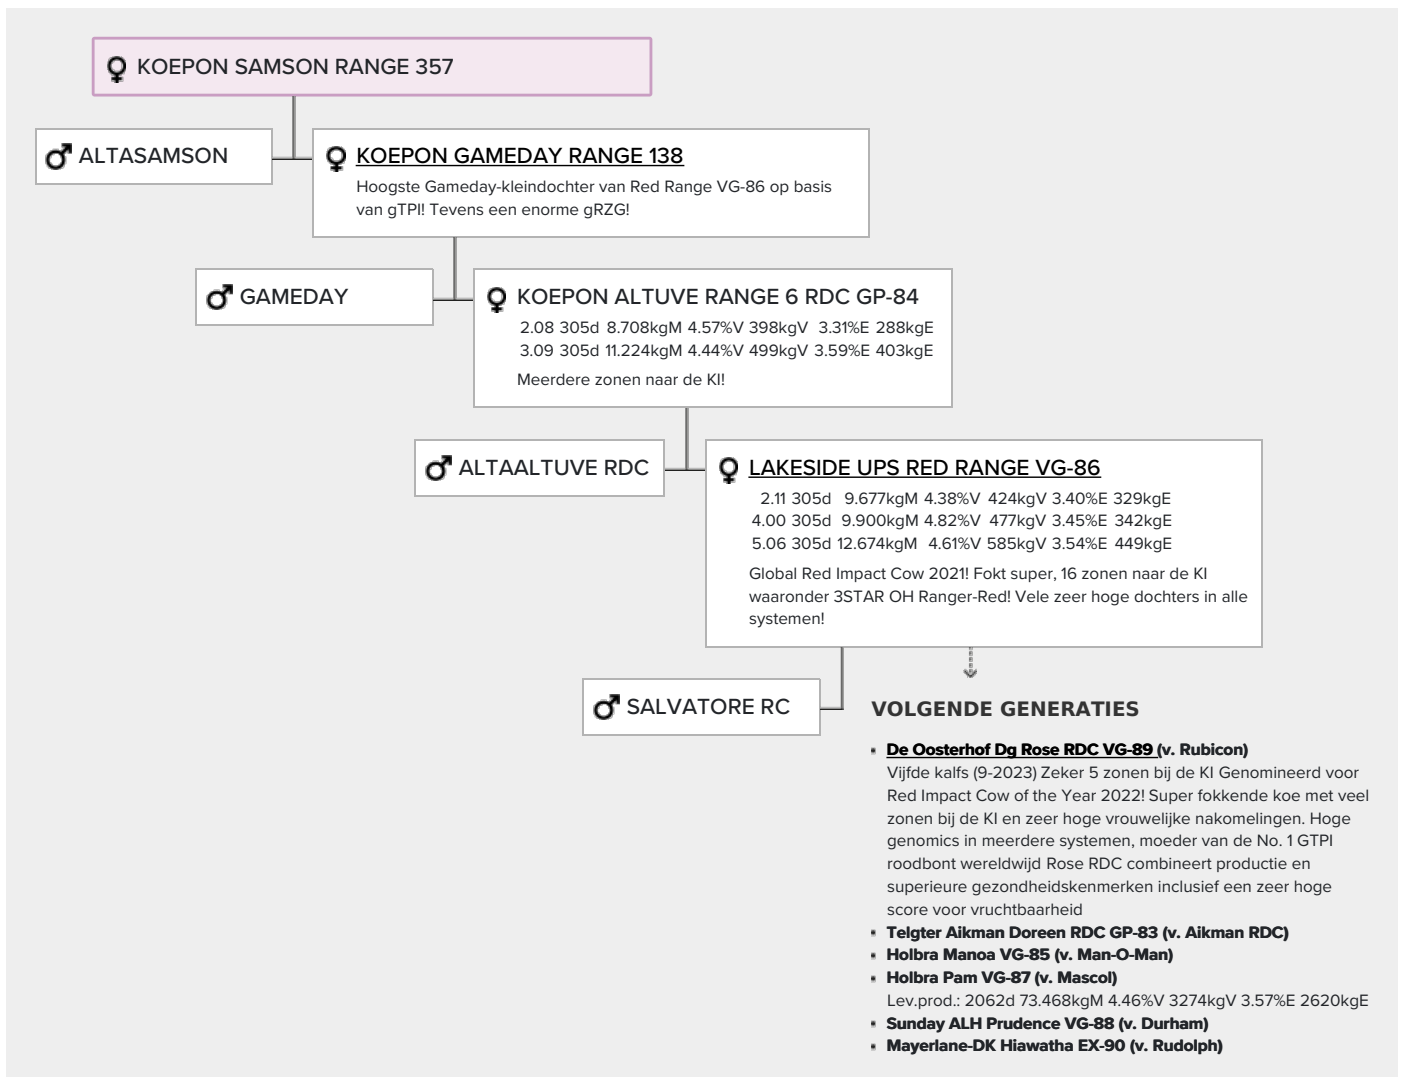 KOEPON SAMSON RANGE 357
ALTASAMSON
KOEPON GAMEDAY RANGE 138
Hoogste Gameday-kleindochter van Red Range VG-86 op basis
van gTPI! Tevens een enorme gRZG!
GAMEDAY
KOEPON ALTUVE RANGE 6 RDC GP-84
2.08 305d 8.708kgM 4.57%V 398kgV 3.31%E 288kgE
3.09 305d 11.224kgM 4.44%V 499kgV 3.59%E 403kgE
Meerdere zonen naar de KI!
ALTAALTUVE RDC
LAKESIDE UPS RED RANGE VG-86
2.11 305d 9.677kgM 4.38%V 424kgV 3.40%E 329kgE
4.00 305d 9.900kgM 4.82%V 477kgV 3.45%E 342kgE
5.06 305d 12.674kgM 4.61%V 585kgV 3.54%E 449kgE
Global Red Impact Cow 2021! Fokt super, 16 zonen naar de KI
waaronder 3STAR OH Ranger-Red! Vele zeer hoge dochters in alle
systemen!
SALVATORE RC
VOLGENDE GENERATIES
▪ De Oosterhof Dg Rose RDC VG-89 (v. Rubicon)
Vijfde kalfs (9-2023) Zeker 5 zonen bij de KI Genomineerd voor
Red Impact Cow of the Year 2022! Super fokkende koe met veel
zonen bij de KI en zeer hoge vrouwelijke nakomelingen. Hoge
genomics in meerdere systemen, moeder van de No. 1 GTPI
roodbont wereldwijd Rose RDC combineert productie en
superieure gezondheidskenmerken inclusief een zeer hoge
score voor vruchtbaarheid
▪ Telgter Aikman Doreen RDC GP-83 (v. Aikman RDC)
▪ Holbra Manoa VG-85 (v. Man-O-Man)
▪ Holbra Pam VG-87 (v. Mascol)
Lev.prod.: 2062d 73.468kgM 4.46%V 3274kgV 3.57%E 2620kgE
▪ Sunday ALH Prudence VG-88 (v. Durham)
▪ Mayerlane-DK Hiawatha EX-90 (v. Rudolph)